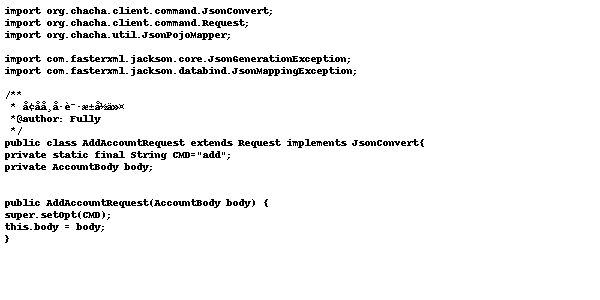 import org.chacha.client.command.JsonConvert;
import org.chacha.client.command.Request;
import org.chacha.util.JsonPojoMapper;
import com.fasterxml.jackson.core.JsonGenerationException;
import com.fasterxml.jackson.databind.JsonMappingException;
/**
 *
 *@author: Fully
 */
public class AddAccountRequest extends Request implements JsonConvert{
private static final String CMD="add";
private AccountBody body;
public AddAccountRequest(AccountBody body) {
super.setOpt(CMD);
this.body = body;
}